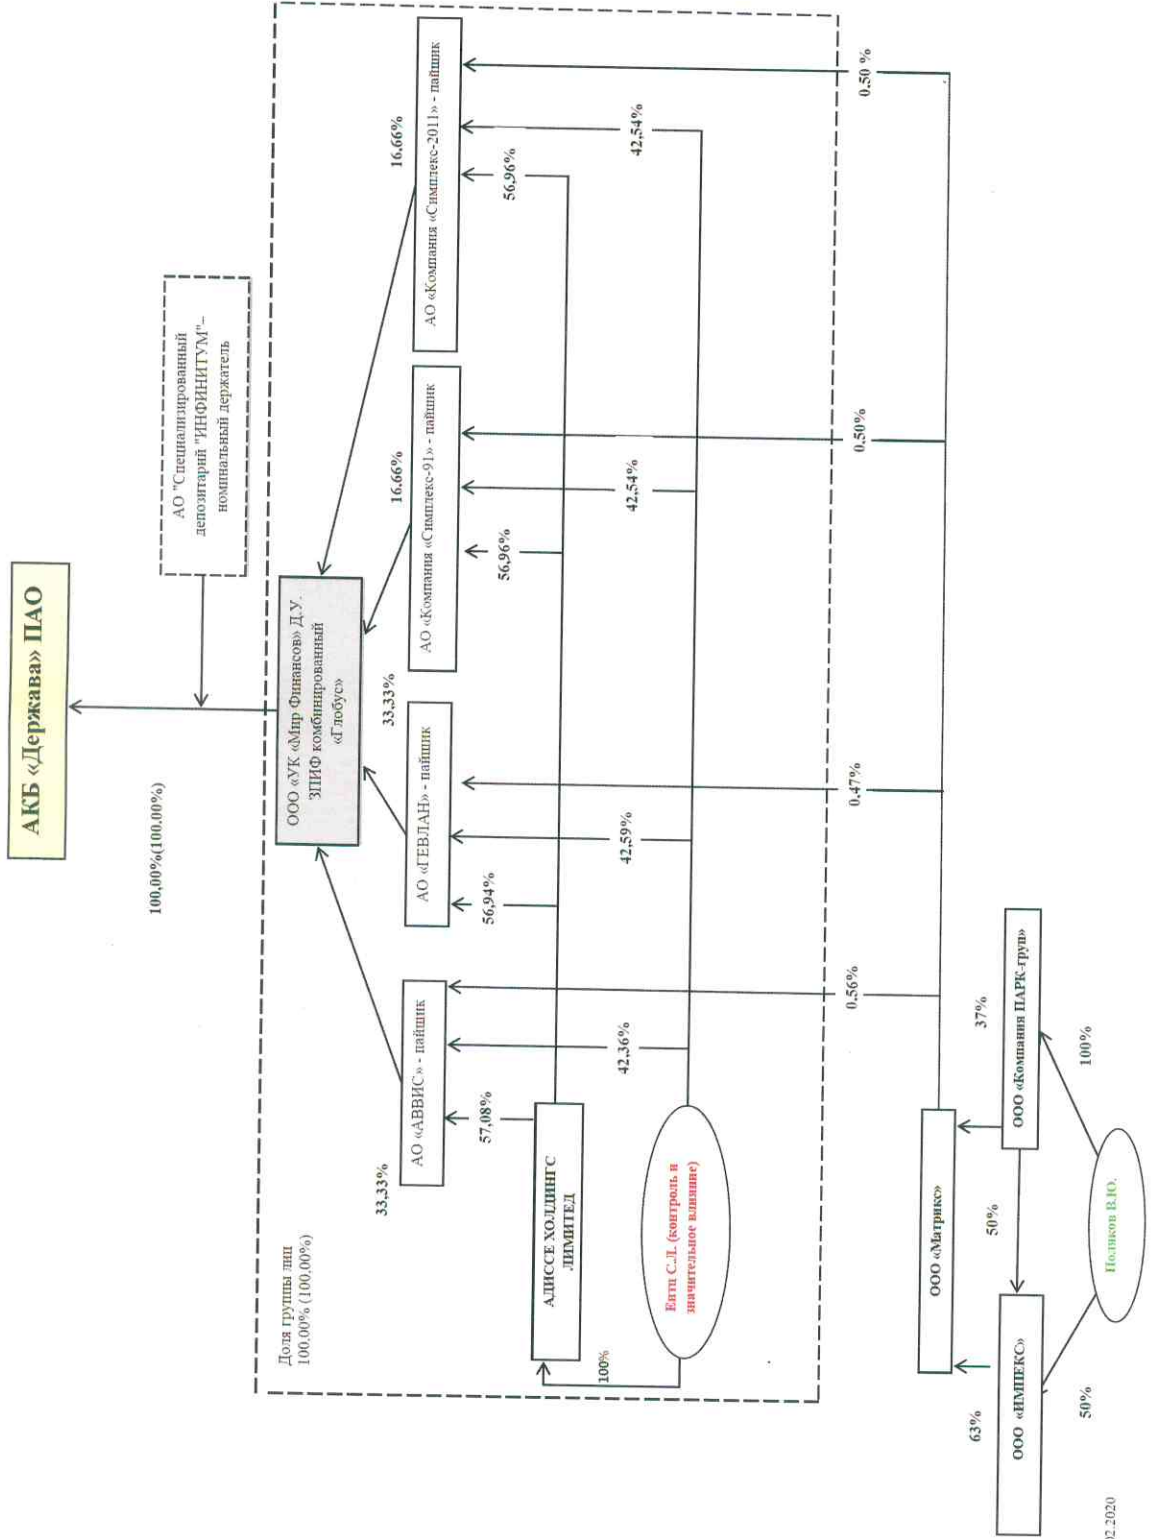 АКБ «Держава» ПАО
АО "Специализированный
депозитарий "ИНФИНИТУМ"–
номинальный держатель
100,00%(100.00%)
Доля группы лиц
100.00% (100,00%)
ООО «УК «Мир Финансов» Д.У.
ЗПИФ комбинированный
«Глобус»
33,33%
33,33%
16.66%
16.66%
АО «АВВИС» - пайщик
АО «ГЕВЛАН» - пайщик
АО «Компания «Симплекс-91» - пайщик
АО «Компания «Симплекс-2011» - пайщик
57,08%
56,94%
56,96%
56,96%
АДИССЕ ХОЛДИНГС
ЛИМИТЕД
100%
42,36%
42,59%
42,54%
42,54%
Ентц С.Л. (контроль и
значительное влияние)
0.56%
0.47%
0.50%
0.50 %
ООО «Матрикс»
63%
37%
ООО «ИМПЕКС»
50%
ООО «Компания ПАРК-груп»
50%
100%
Поляков В.Ю.
02.2020